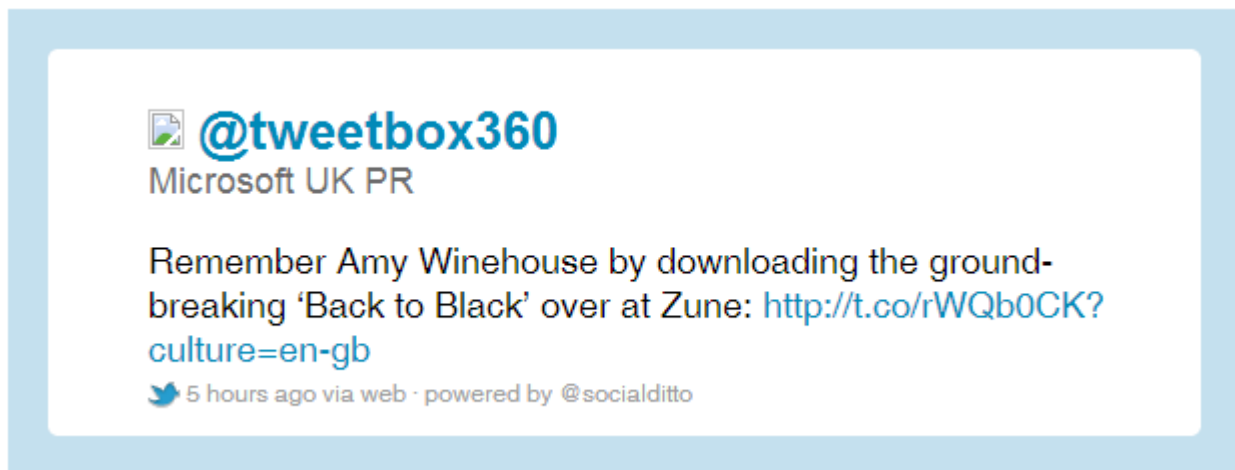 @tweetbox360
Microsoft UK PR
Remember Amy Winehouse by downloading the ground-
breaking ‘Back to Black’ over at Zune: http://t.co/rWQb0CK?
culture=en-gb
5 hours ago via web · powered by @socialditto